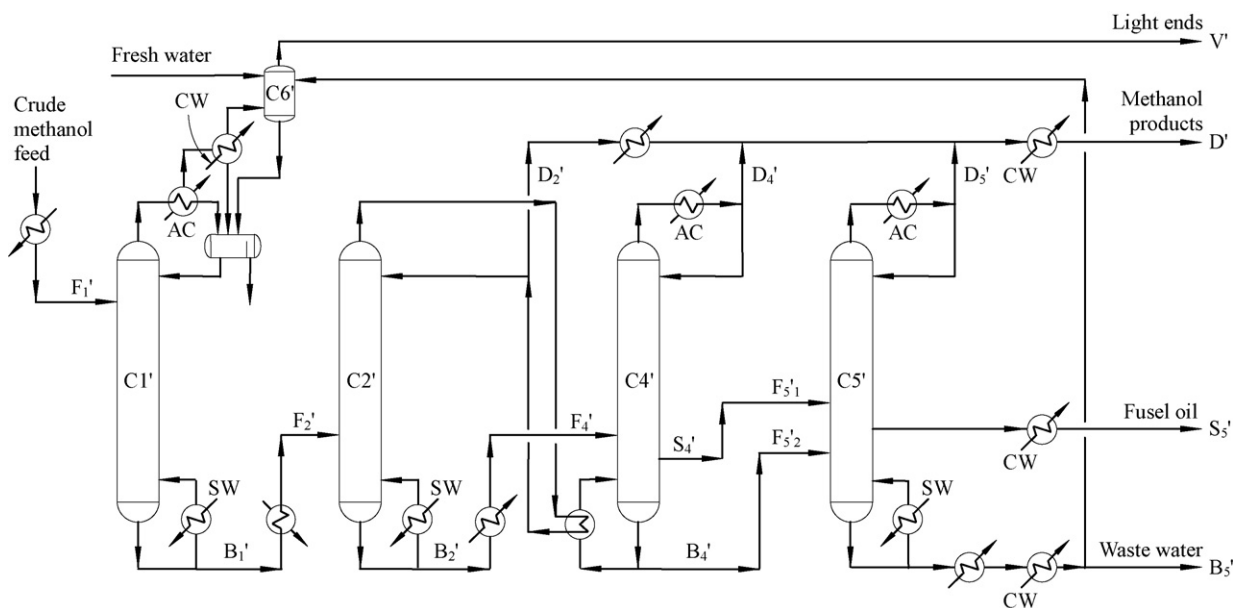 Light ends
V'
Fresh water
C6'
CW
Crude
methanol
feed
Methanol
products
D'
D₂'
D₄'
D₅'
CW
AC
AC
AC
F₁'
C1'
C2'
C4'
C5'
F₅'₁
F₂'
F₄'
S₄'
F₅'₂
Fusel oil
S₅'
CW
SW
SW
SW
B₁'
B₂'
B₄'
Waste water
B₅'
CW